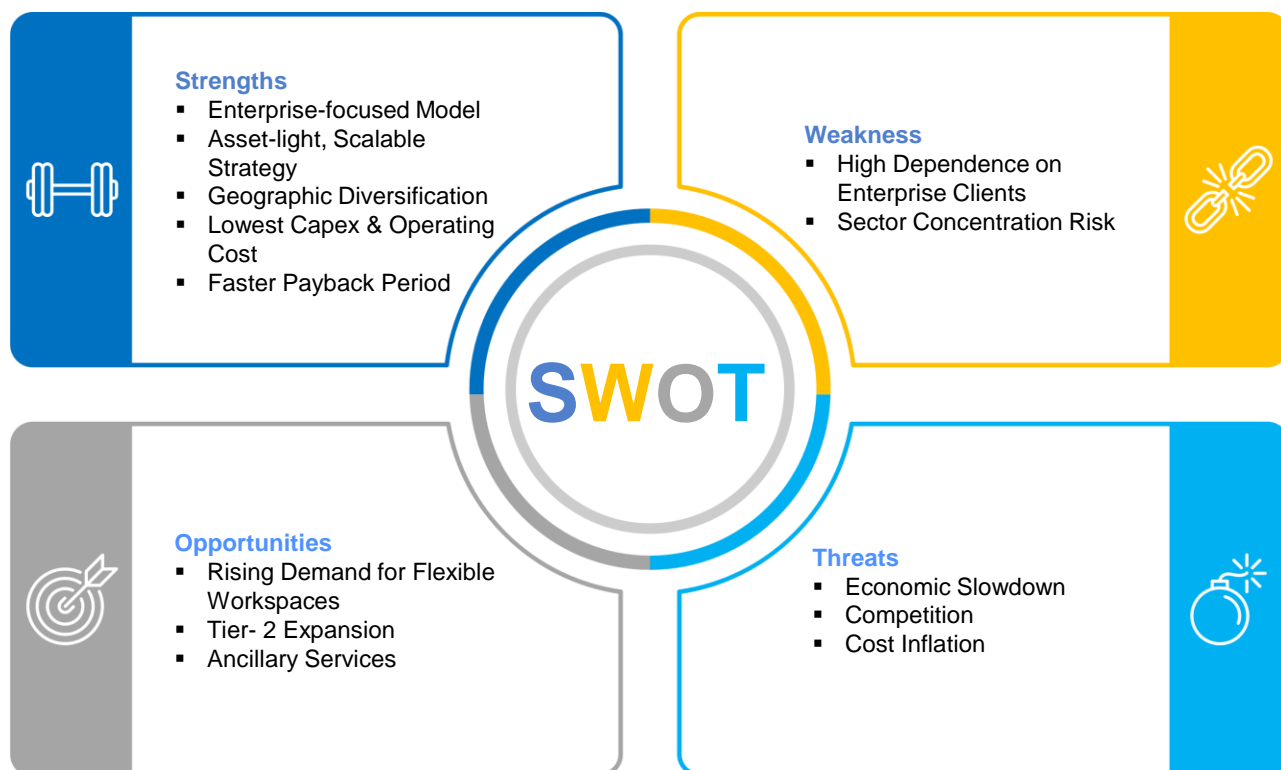 Strengths
▪ Enterprise-focused Model
▪ Asset-light, Scalable
Strategy
▪ Geographic Diversification
▪ Lowest Capex & Operating
Cost
▪ Faster Payback Period
Weakness
▪ High Dependence on
Enterprise Clients
▪ Sector Concentration Risk
SWOT
Opportunities
▪ Rising Demand for Flexible
Workspaces
▪ Tier- 2 Expansion
▪ Ancillary Services
Threats
▪ Economic Slowdown
▪ Competition
▪ Cost Inflation